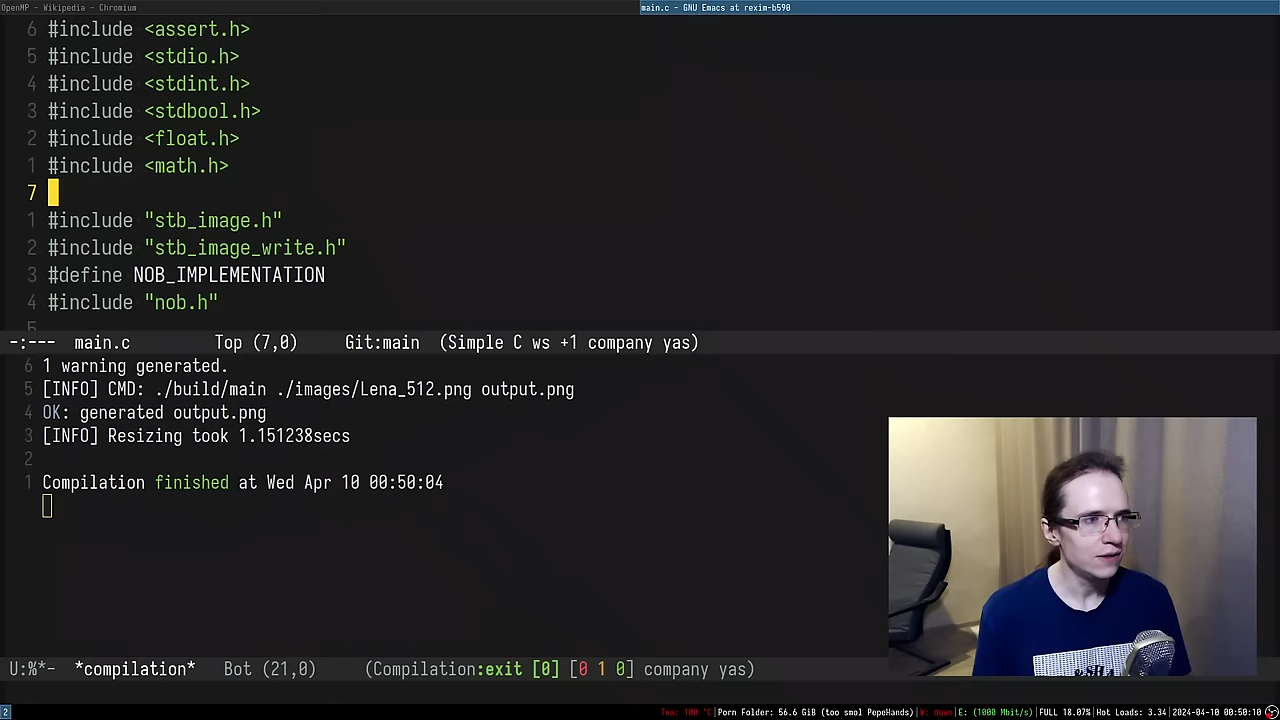 OpenMP - Wikipedia - Chromium
main.c - GNU Emacs at rexim-b590
6 #include <assert.h>
5 #include <stdio.h>
4 #include <stdint.h>
3 #include <stdbool.h>
2 #include <float.h>
1 #include <math.h>
7
1 #include "stb_image.h"
2 #include "stb_image_write.h"
3 #define NOB_IMPLEMENTATION
4 #include "nob.h"
5
-:--- main.c Top (7,0) Git:main (Simple C ws +1 company yas)
6 1 warning generated.
5 [INFO] CMD: ./build/main ./images/Lena_512.png output.png
4 OK: generated output.png
3 [INFO] Resizing took 1.151238secs
2
1 Compilation finished at Wed Apr 10 00:50:04
U:%*- *compilation* Bot (21,0) (Compilation:exit [0] [0 1 0] company yas)
2
Tea: 100 °C|Porn Folder: 56.6 GiB (too smol PepeHands)|W: down|E: (1000 Mbit/s)|FULL 18.07%|Hot Loads: 3.34|2024-04-10 00:50:10